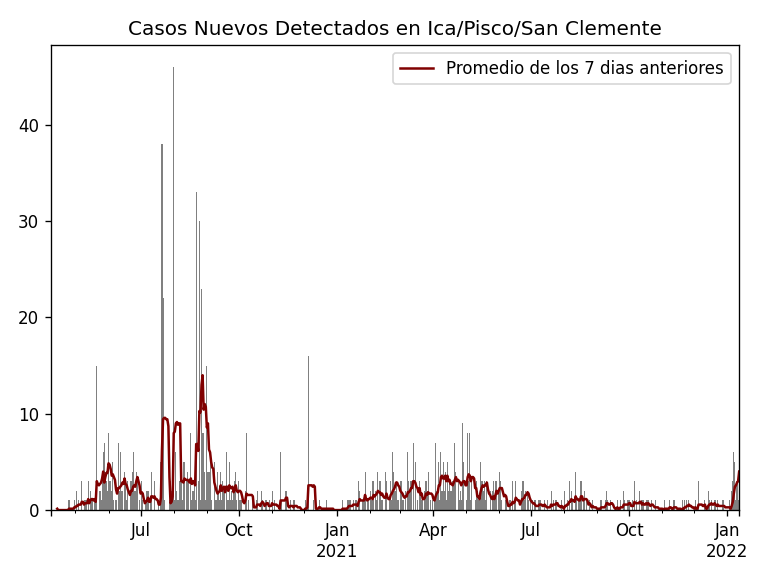 Casos Nuevos Detectados en Ica/Pisco/San Clemente
Promedio de los 7 dias anteriores
40
30
20
10
0
Jul Oct Jan Apr Jul Oct Jan
2021 2022